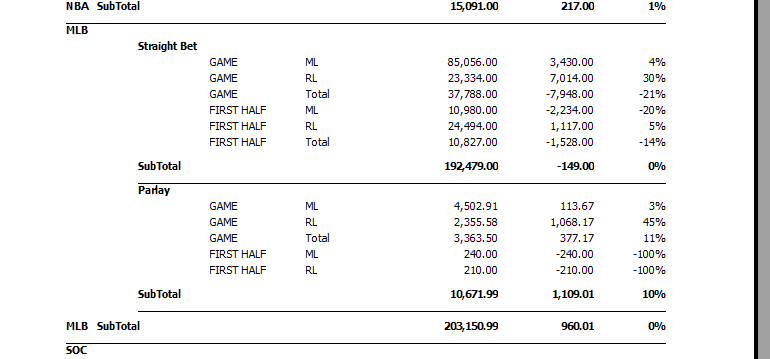 NBA SubTotal 15,091.00 217.00 1%
MLB
Straight Bet
GAME ML 85,056.00 3,430.00 4%
GAME RL 23,334.00 7,014.00 30%
GAME Total 37,788.00 -7,948.00 -21%
FIRST HALF ML 10,980.00 -2,234.00 -20%
FIRST HALF RL 24,494.00 1,117.00 5%
FIRST HALF Total 10,827.00 -1,528.00 -14%
SubTotal 192,479.00 -149.00 0%
Parlay
GAME ML 4,502.91 113.67 3%
GAME RL 2,355.58 1,068.17 45%
GAME Total 3,363.50 377.17 11%
FIRST HALF ML 240.00 -240.00 -100%
FIRST HALF RL 210.00 -210.00 -100%
SubTotal 10,671.99 1,109.01 10%
MLB SubTotal 203,150.99 960.01 0%
SOC